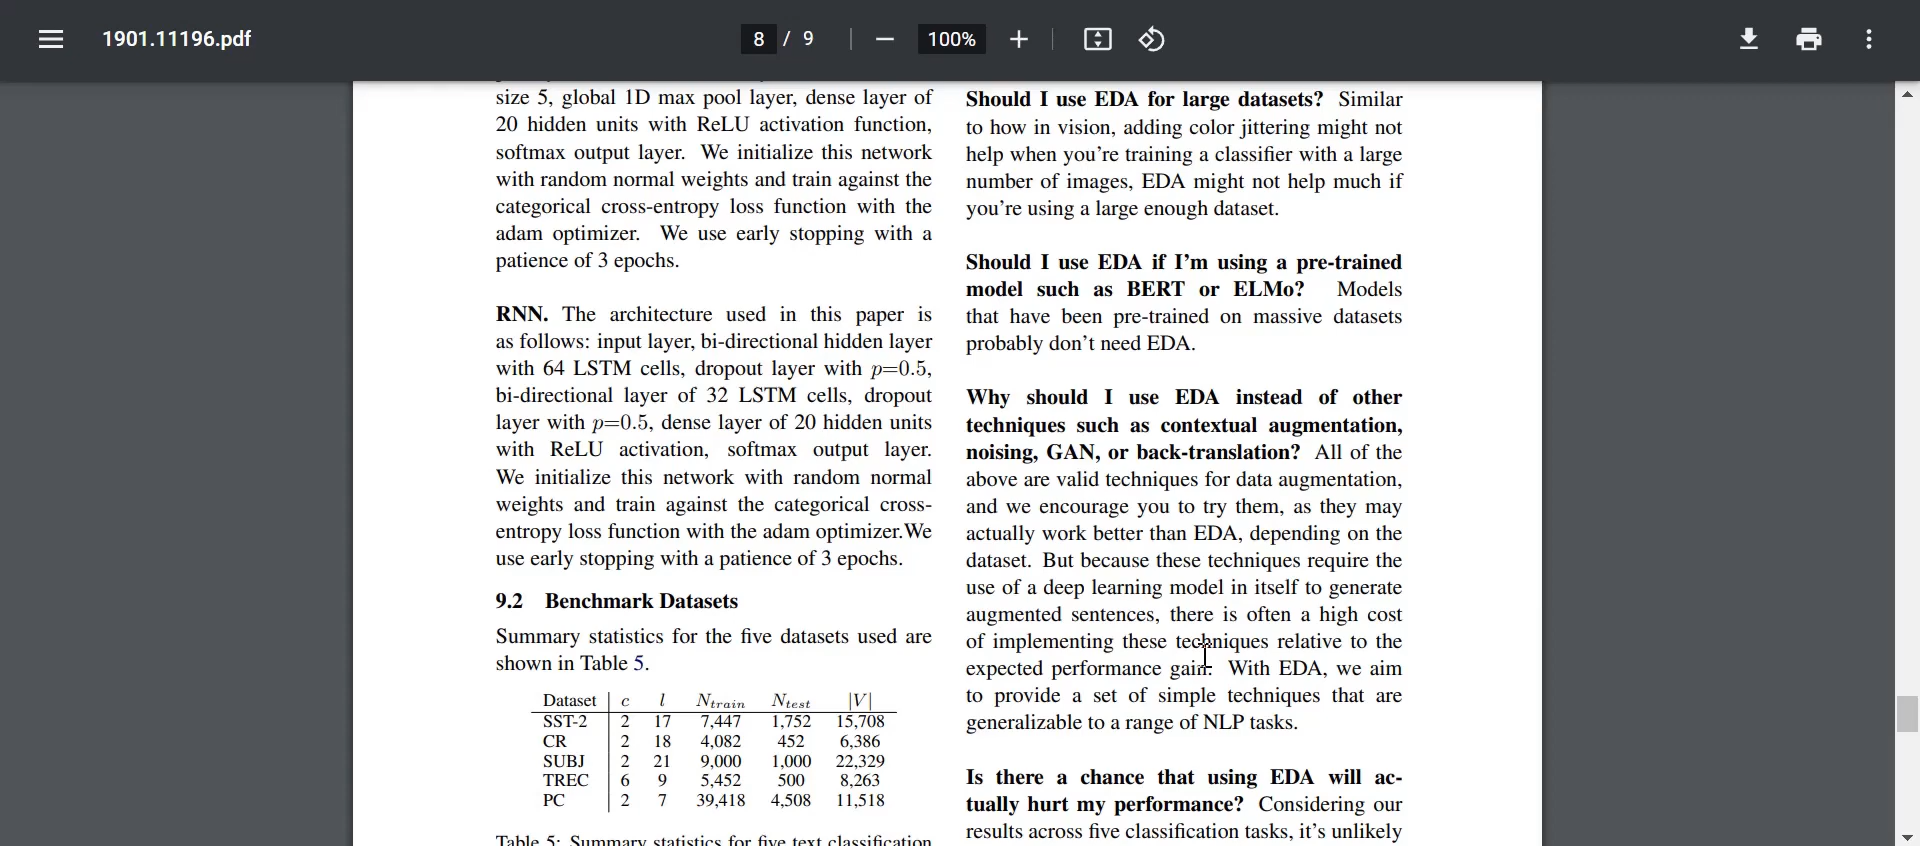 1901.11196.pdf
8 / 9
100%
size 5, global 1D max pool layer, dense layer of
20 hidden units with ReLU activation function,
softmax output layer. We initialize this network
with random normal weights and train against the
categorical cross-entropy loss function with the
adam optimizer. We use early stopping with a
patience of 3 epochs.
RNN. The architecture used in this paper is
as follows: input layer, bi-directional hidden layer
with 64 LSTM cells, dropout layer with p=0.5,
bi-directional layer of 32 LSTM cells, dropout
layer with p=0.5, dense layer of 20 hidden units
with ReLU activation, softmax output layer.
We initialize this network with random normal
weights and train against the categorical cross-
entropy loss function with the adam optimizer.We
use early stopping with a patience of 3 epochs.
9.2 Benchmark Datasets
Summary statistics for the five datasets used are
shown in Table 5.
Dataset c l Ntrain Ntest |V|
SST-2 2 17 7,447 1,752 15,708
CR 2 18 4,082 452 6,386
SUBJ 2 21 9,000 1,000 22,329
TREC 6 9 5,452 500 8,263
PC 2 7 39,418 4,508 11,518
Table 5: Summary statistics for five text classification
Should I use EDA for large datasets? Similar
to how in vision, adding color jittering might not
help when you're training a classifier with a large
number of images, EDA might not help much if
you're using a large enough dataset.
Should I use EDA if I'm using a pre-trained
model such as BERT or ELMo? Models
that have been pre-trained on massive datasets
probably don't need EDA.
Why should I use EDA instead of other
techniques such as contextual augmentation,
noising, GAN, or back-translation? All of the
above are valid techniques for data augmentation,
and we encourage you to try them, as they may
actually work better than EDA, depending on the
dataset. But because these techniques require the
use of a deep learning model in itself to generate
augmented sentences, there is often a high cost
of implementing these techniques relative to the
expected performance gain. With EDA, we aim
to provide a set of simple techniques that are
generalizable to a range of NLP tasks.
Is there a chance that using EDA will ac-
tually hurt my performance? Considering our
results across five classification tasks, it's unlikely